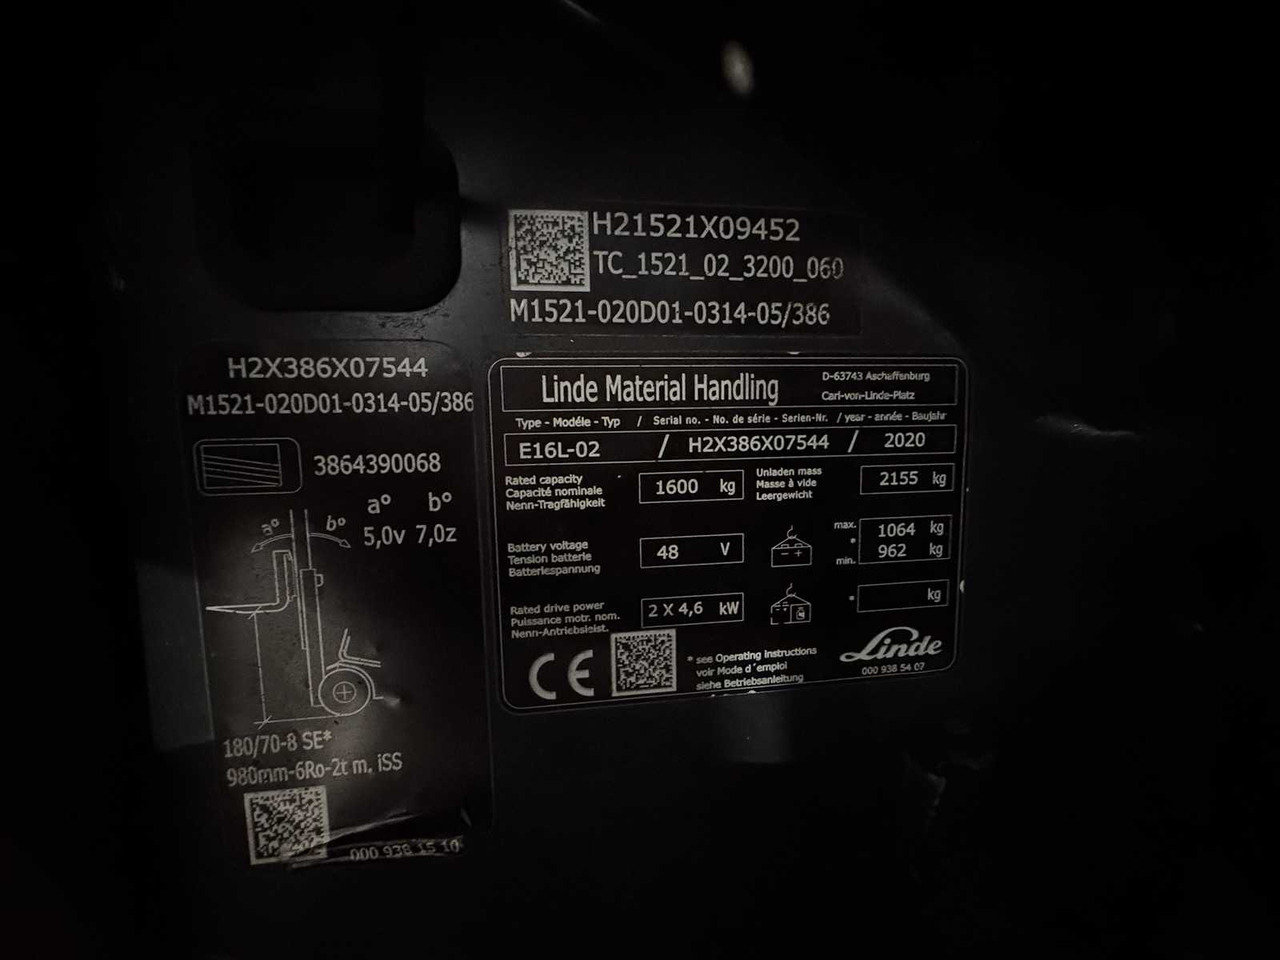 H21521X09452
TC_1521_02_3200_060
M1521-020D01-0314-05/386
H2X386X07544
M1521-020D01-0314-05/386
3864390068
a° b°
5,0v 7,0z
a° b°
180/70-8 SE*
980mm-6Ro-2t m. iSS
000 938 15 10
Linde Material Handling
D-63743 Aschaffenburg
Carl-von-Linde-Platz
Type - Modéle - Typ / Serial no. - No. de série - Serien-Nr. / year - année - Baujahr
E16L-02 / H2X386X07544 / 2020
Rated capacity
Capacité nominale
Nenn-Tragfähigkeit
1600 kg
Unladen mass
Masse à vide
Leergewicht
2155 kg
Battery voltage
Tension batterie
Batteriespannung
48 V
max. 1064 kg
*
min. 962 kg
Rated drive power
Puissance motr. nom.
Nenn-Antriebsleist.
2 X 4,6 kW
* kg
CE
* see Operating Instructions
voir Mode d'emploi
siehe Betriebsanleitung
Linde
000 938 54 07